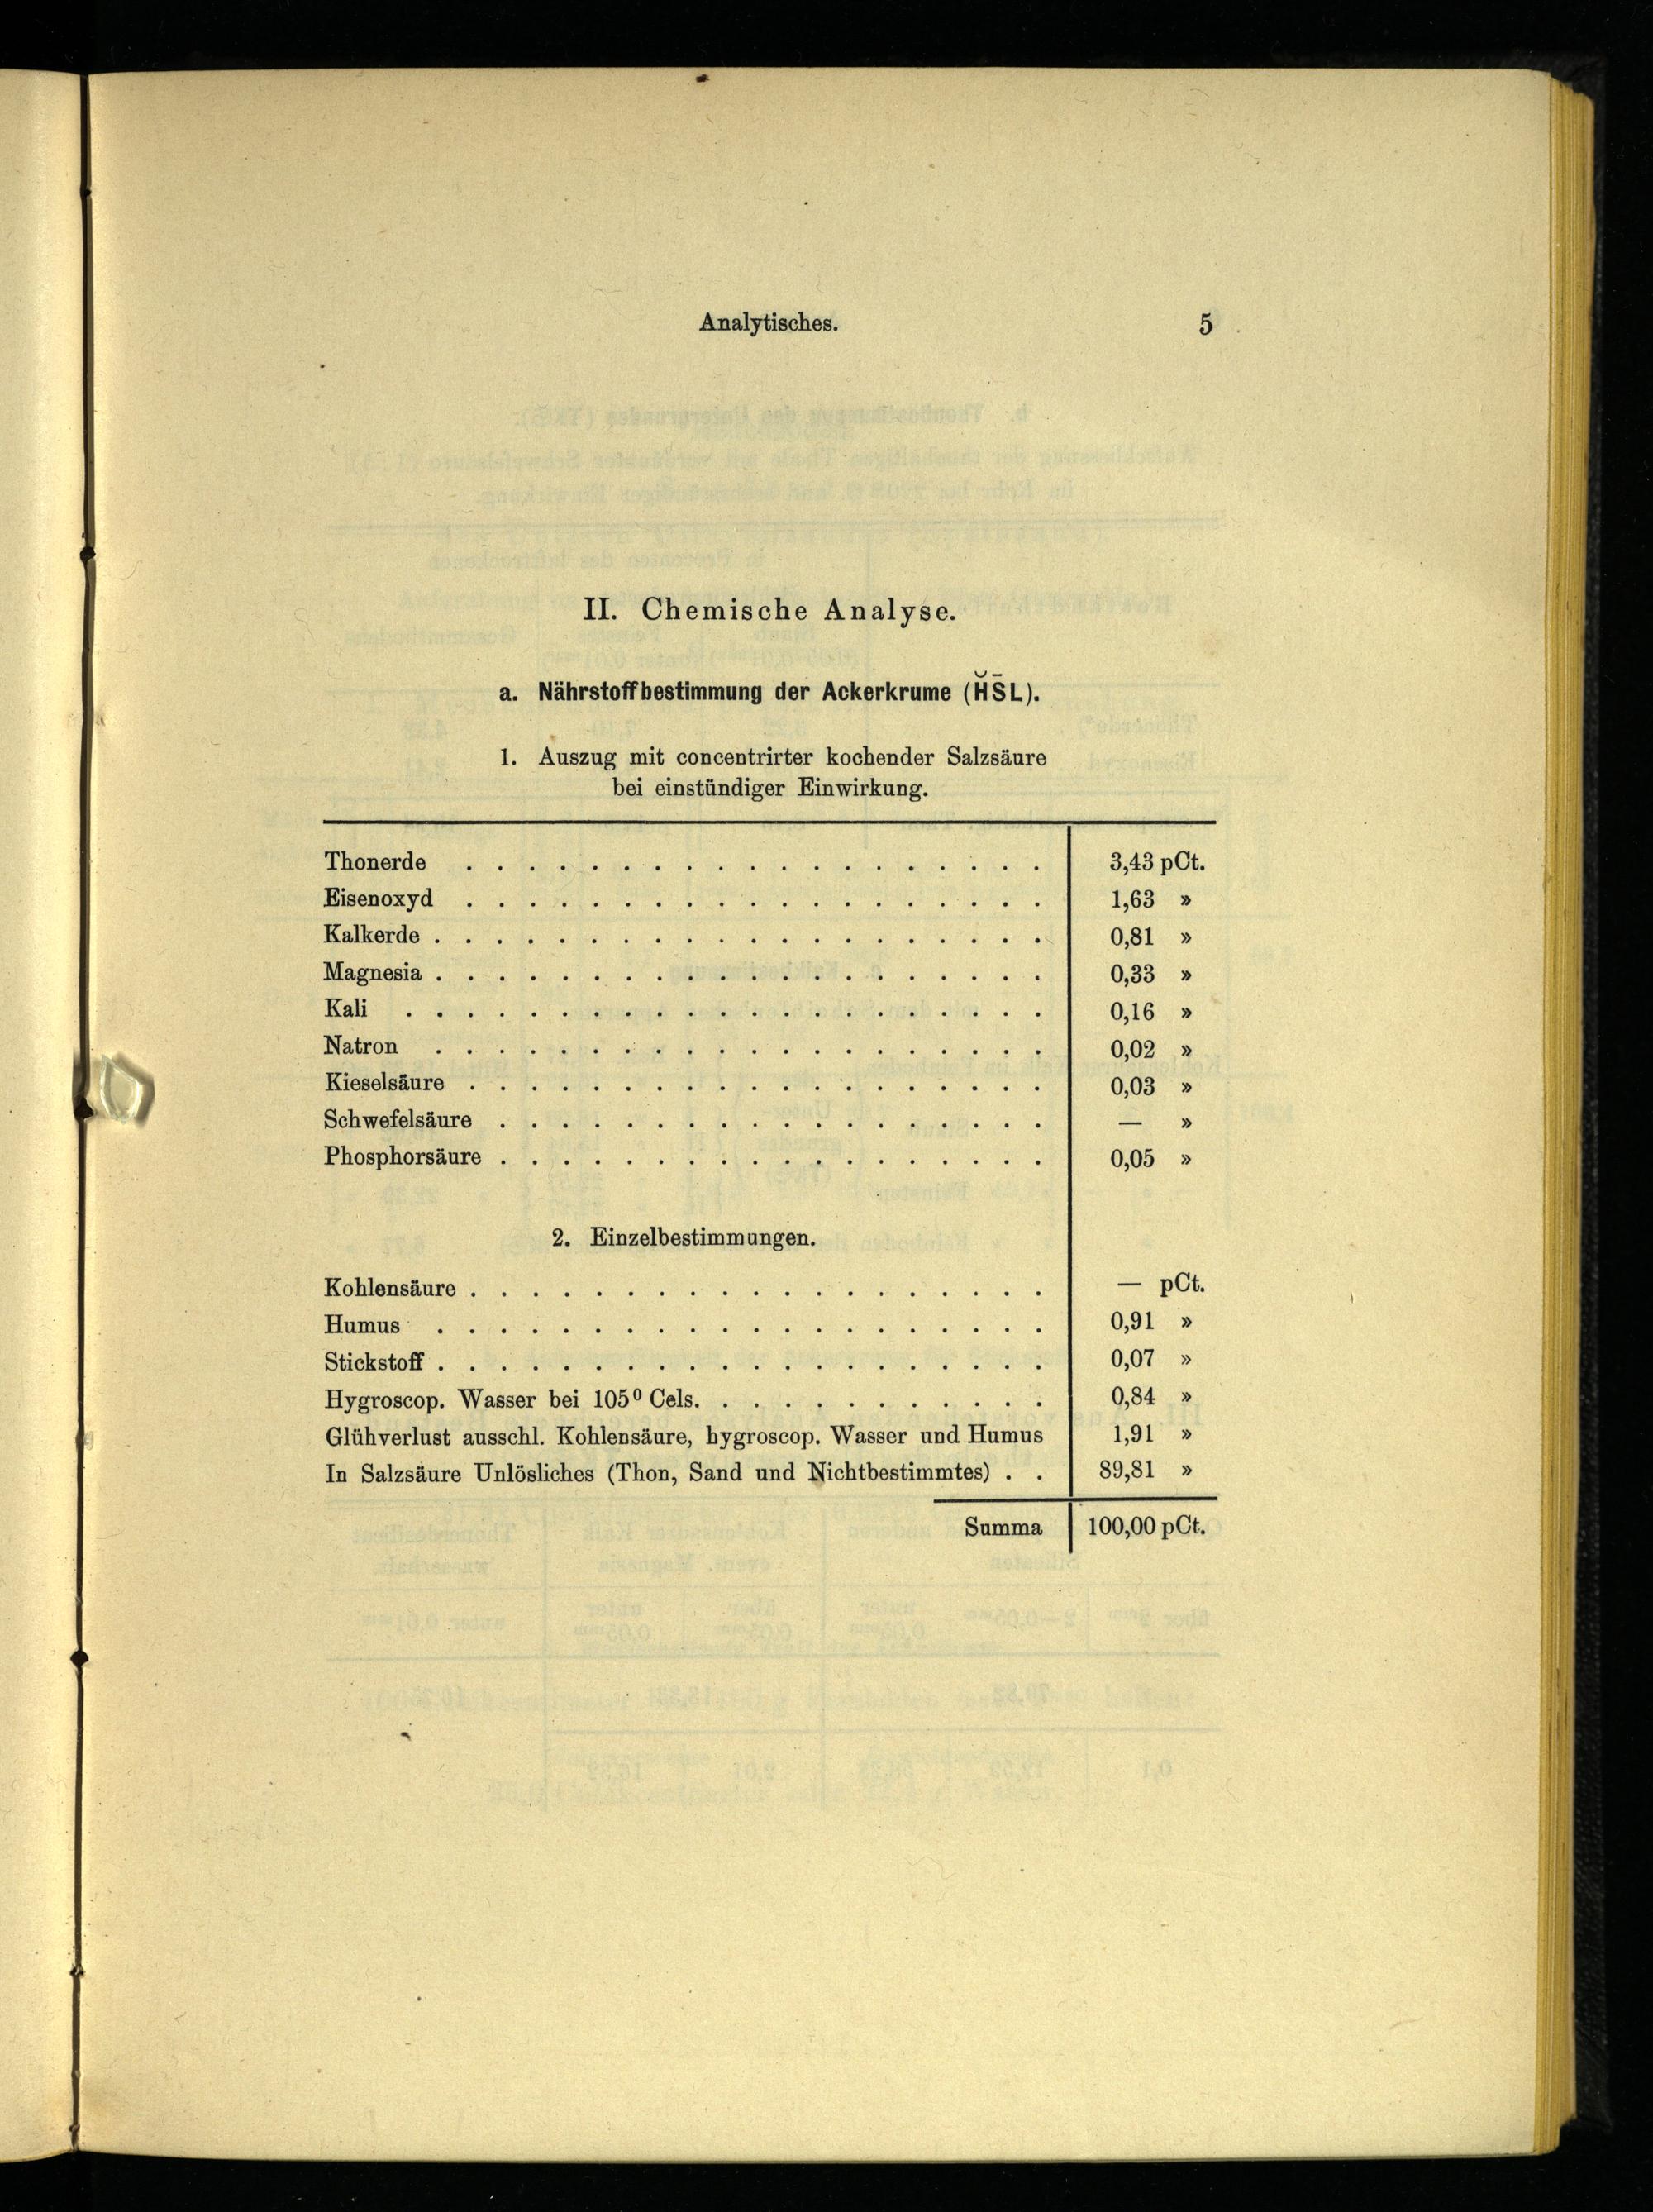 Analytisches. 5
II. Chemische Analyse.
a. Nährstoffbestimmung der Ackerkrume (H̆S̄L).
1. Auszug mit concentrirter kochender Salzsäure
bei einstündiger Einwirkung.
Thonerde . . . . . . . . . . . . . . . . . . . 3,43 pCt.
Eisenoxyd . . . . . . . . . . . . . . . . . . . 1,63 »
Kalkerde . . . . . . . . . . . . . . . . . . . . 0,81 »
Magnesia . . . . . . . . . . . . . . . . . . . . 0,33 »
Kali . . . . . . . . . . . . . . . . . . . . . 0,16 »
Natron . . . . . . . . . . . . . . . . . . . . 0,02 »
Kieselsäure . . . . . . . . . . . . . . . . . . . 0,03 »
Schwefelsäure . . . . . . . . . . . . . . . . . . — »
Phosphorsäure . . . . . . . . . . . . . . . . . . 0,05 »
2. Einzelbestimmungen.
Kohlensäure . . . . . . . . . . . . . . . . . . . — pCt.
Humus . . . . . . . . . . . . . . . . . . . . 0,91 »
Stickstoff . . . . . . . . . . . . . . . . . . . . 0,07 »
Hygroscop. Wasser bei 105⁰ Cels. . . . . . . . . . . . 0,84 »
Glühverlust ausschl. Kohlensäure, hygroscop. Wasser und Humus 1,91 »
In Salzsäure Unlösliches (Thon, Sand und Nichtbestimmtes) . . 89,81 »
Summa 100,00 pCt.